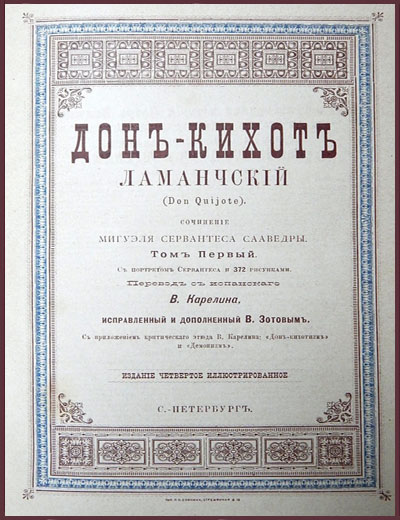 ДОНЪ-КИХОТЪ
ЛАМАНЧСКІЙ
(Don Quijote).
СОЧИНЕНІЕ
МИГУЭЛЯ СЕРВАНТЕСА СААВЕДРЫ.
Томъ Первый.
Съ портретомъ Сервантеса и 372 рисунками.
Переводъ съ испанскаго
В. Карелина,
ИСПРАВЛЕННЫЙ И ДОПОЛНЕННЫЙ В. Зотовымъ.
Съ приложеніемъ критическаго этюда В. Карелина: «Донъ-кихотизмъ»
и «Демонизмъ».
ИЗДАНІЕ ЧЕТВЕРТОЕ ИЛЛЮСТРИРОВАННОЕ
С.-ПЕТЕРБУРГЪ.